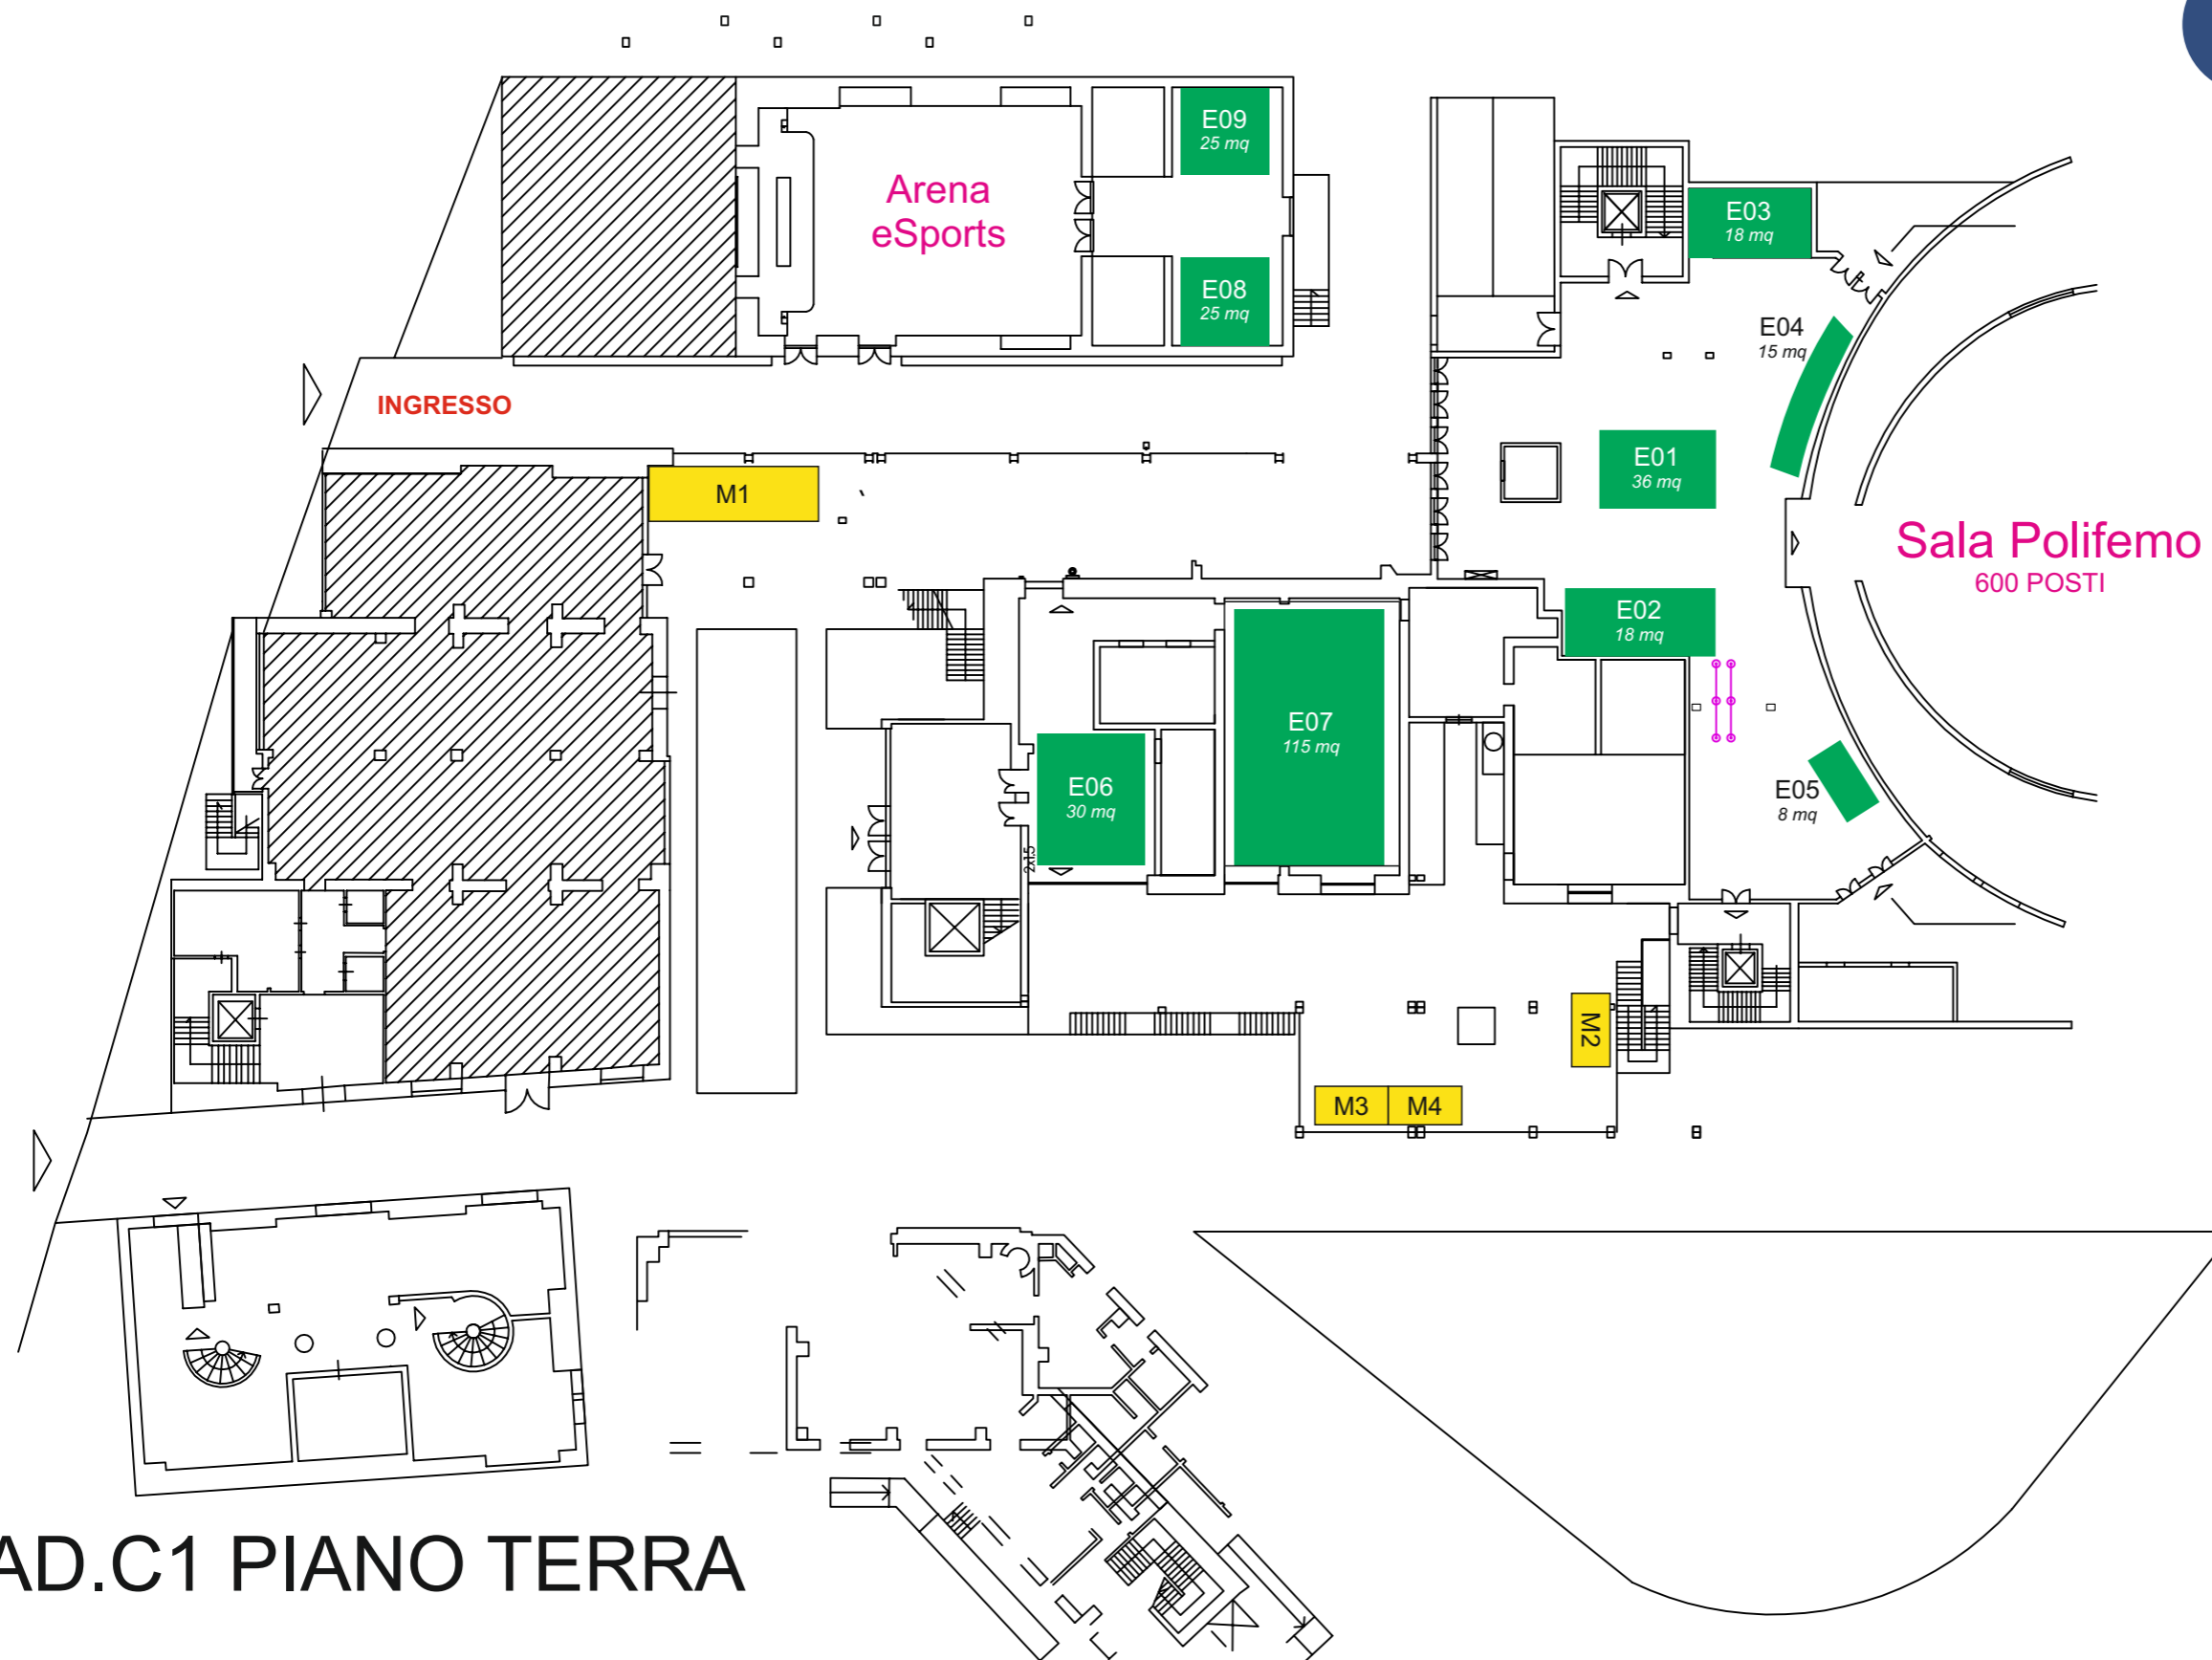 E09
25 mq
Arena
eSports
E08
25 mq
E03
18 mq
E04
15 mq
INGRESSO
E01
36 mq
M1
Sala Polifemo
600 POSTI
E02
18 mq
E07
115 mq
E06
30 mq
E05
8 mq
2x1.5
M2
M3
M4
AD.C1 PIANO TERRA